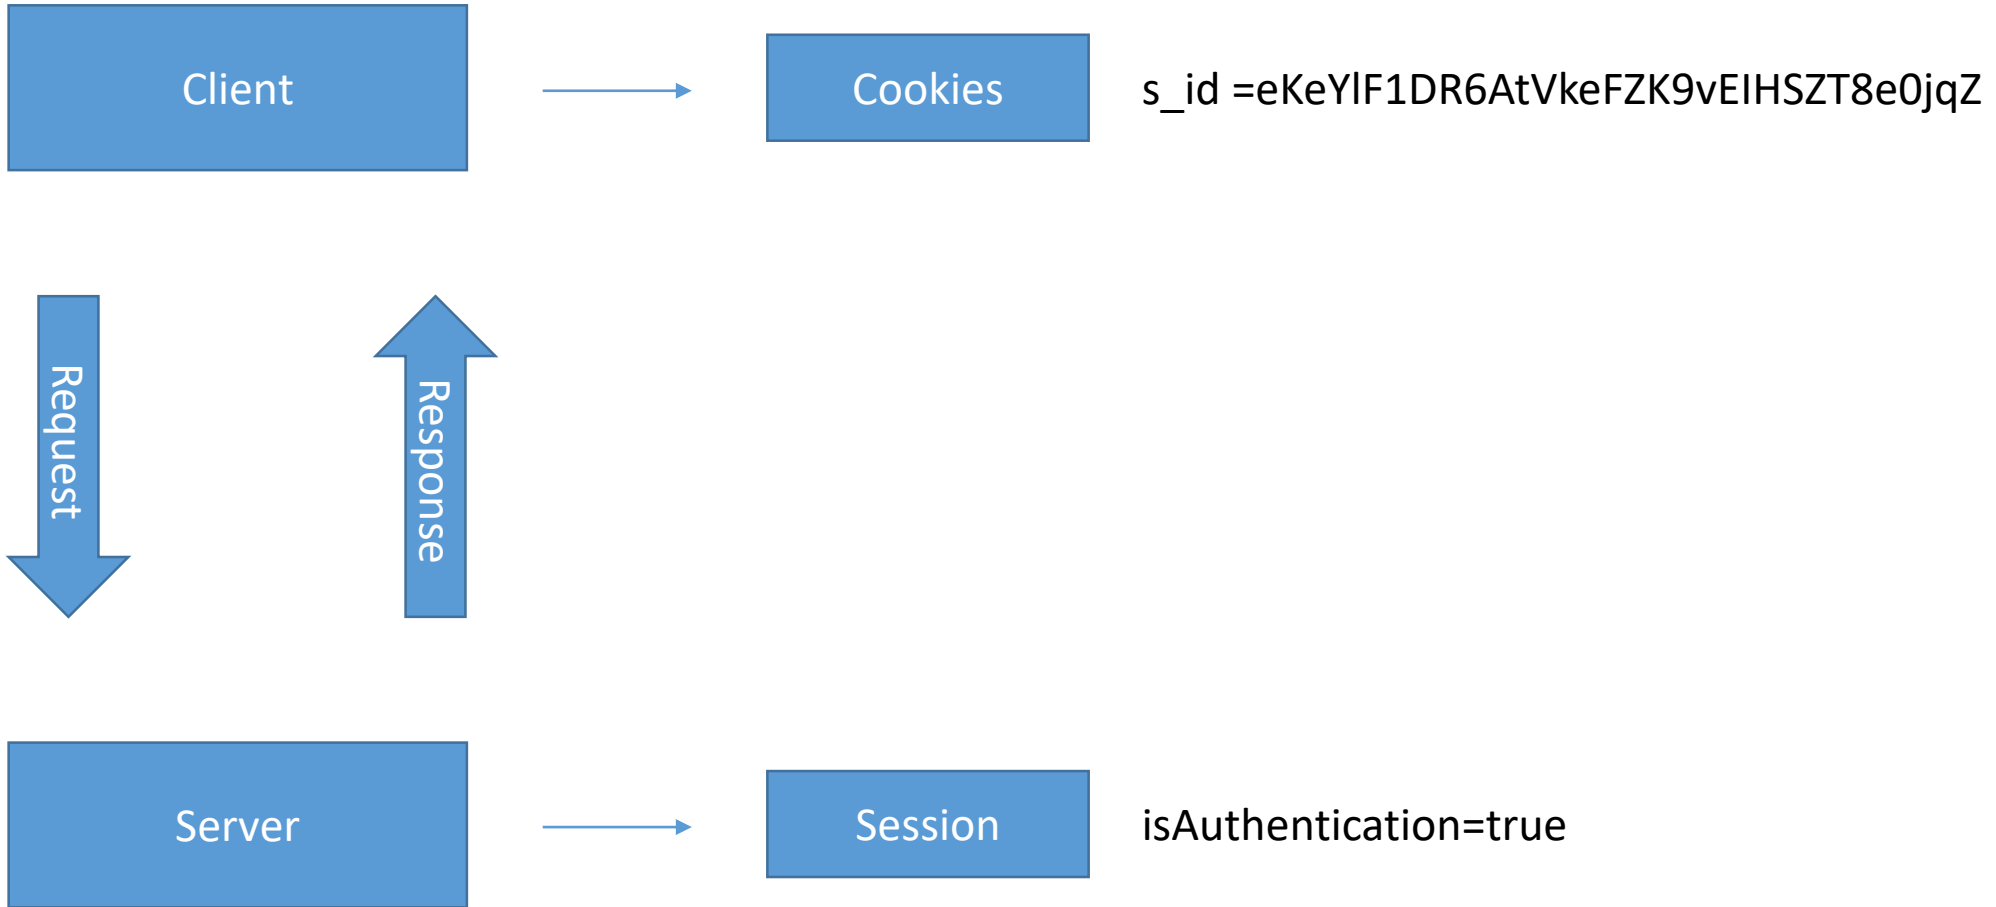 Client
Cookies
s_id =eKeYlF1DR6AtVkeFZK9vEIHSZT8e0jqZ
Request
Response
Server
Session
isAuthentication=true